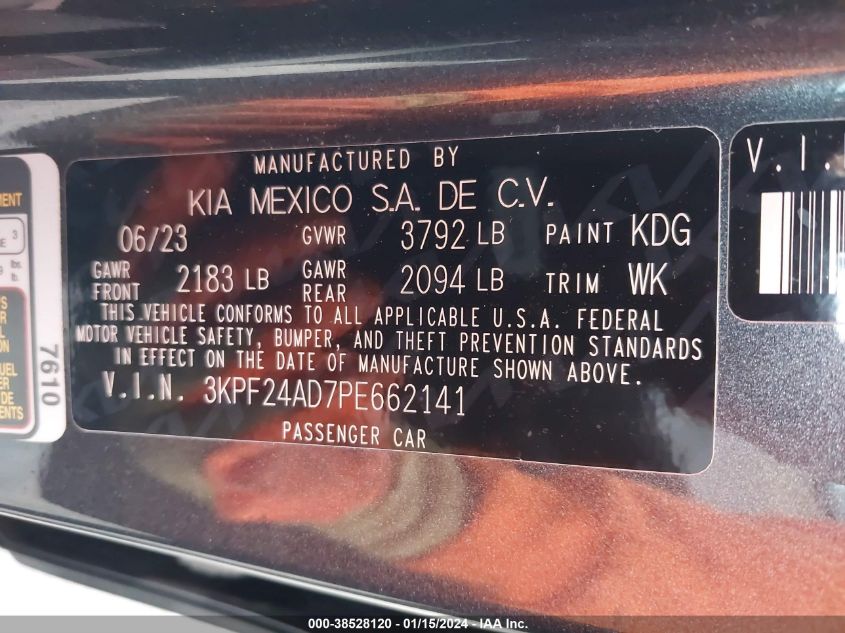 MANUFACTURED BY
KIA MEXICO S.A. DE C.V.
06/23 GVWR 3792 LB PAINT KDG
GAWR FRONT 2183 LB GAWR REAR 2094 LB TRIM WK
THIS VEHICLE CONFORMS TO ALL APPLICABLE U.S.A. FEDERAL
MOTOR VEHICLE SAFETY, BUMPER, AND THEFT PREVENTION STANDARDS
IN EFFECT ON THE DATE OF MANUFACTURE SHOWN ABOVE.
V.I.N. 3KPF24AD7PE662141
PASSENGER CAR
7610
V.I.
000-38528120 - 01/15/2024 - IAA Inc.